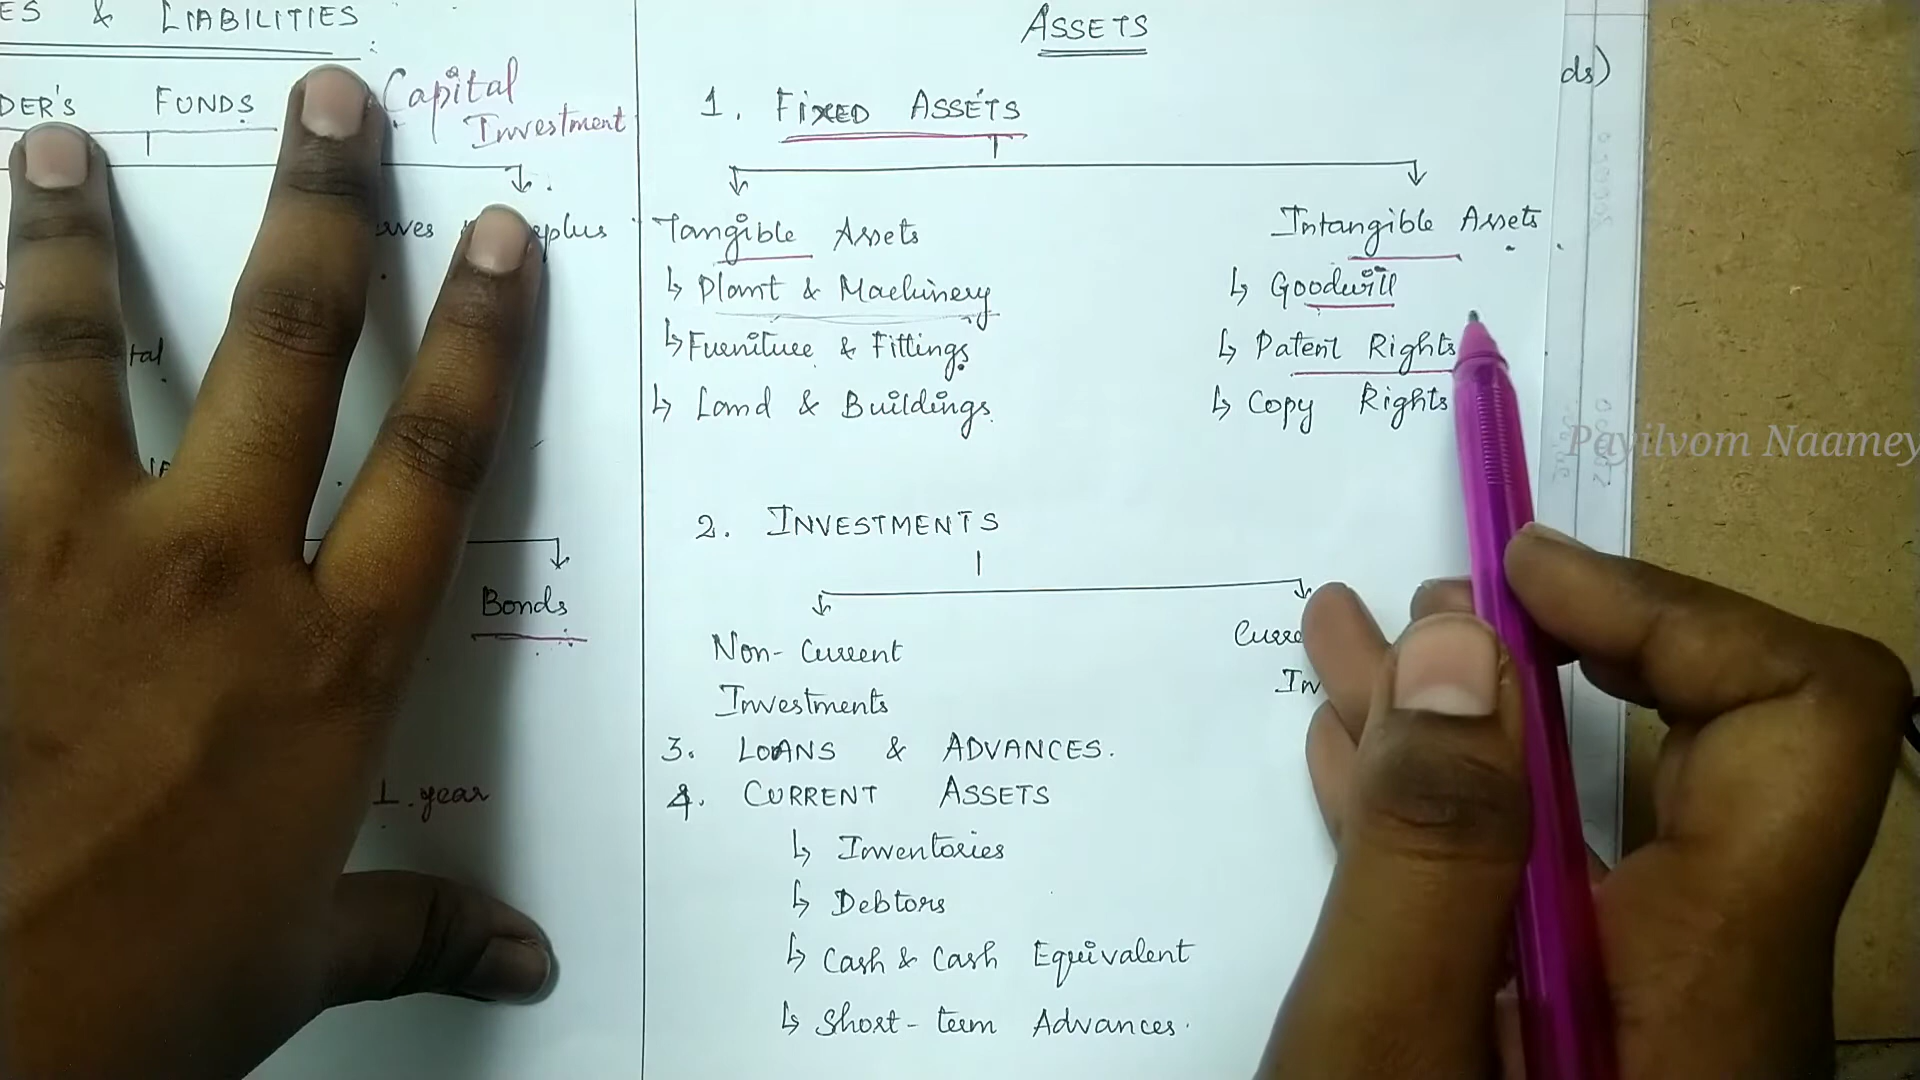 ES & LIABILITIES
DER'S FUNDS
Capital
Investment
Bonds
1 year
ASSETS
1. FIXED ASSETS
Tangible Assets
↳ Plant & Machinery
↳ Furniture & Fittings
↳ Land & Buildings
Intangible Assets
↳ Goodwill
↳ Patent Rights
↳ Copy Rights
2. INVESTMENTS
Non-Current
Investments
3. LOANS & ADVANCES.
4. CURRENT ASSETS
↳ Inventories
↳ Debtors
↳ Cash & Cash Equivalent
↳ Short-term Advances.
ds)
Payilvom Naamey